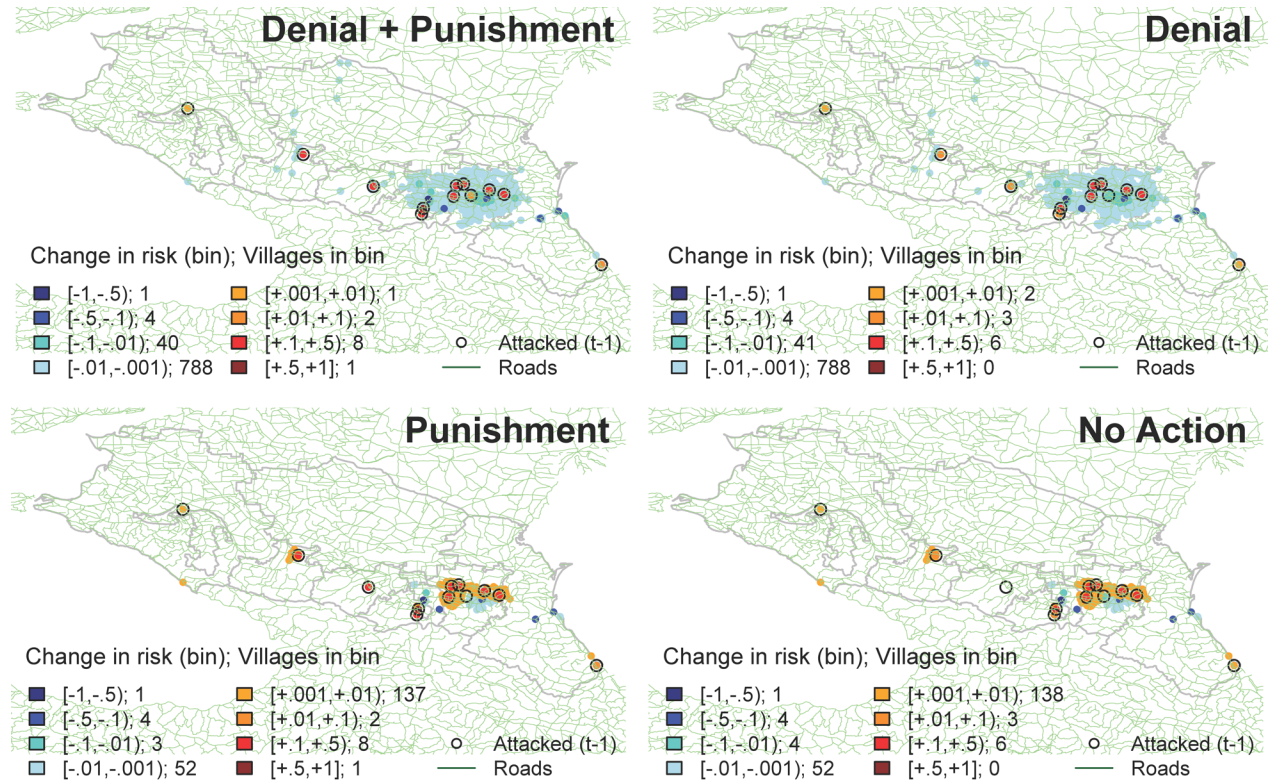 Denial + Punishment
Change in risk (bin); Villages in bin
[-1,-.5); 1
[-.5,-.1); 4
[-.1,-.01); 40
[-.01,-.001); 788
[+.001,+.01); 1
[+.01,+.1); 2
[+.1,+.5); 8
[+.5,+1]; 1
Attacked (t-1)
Roads
Denial
Change in risk (bin); Villages in bin
[-1,-.5); 1
[-.5,-.1); 4
[-.1,-.01); 41
[-.01,-.001); 788
[+.001,+.01); 2
[+.01,+.1); 3
[+.1,+.5); 6
[+.5,+1]; 0
Attacked (t-1)
Roads
Punishment
Change in risk (bin); Villages in bin
[-1,-.5); 1
[-.5,-.1); 4
[-.1,-.01); 3
[-.01,-.001); 52
[+.001,+.01); 137
[+.01,+.1); 2
[+.1,+.5); 8
[+.5,+1]; 1
Attacked (t-1)
Roads
No Action
Change in risk (bin); Villages in bin
[-1,-.5); 1
[-.5,-.1); 4
[-.1,-.01); 4
[-.01,-.001); 52
[+.001,+.01); 138
[+.01,+.1); 3
[+.1,+.5); 6
[+.5,+1]; 0
Attacked (t-1)
Roads